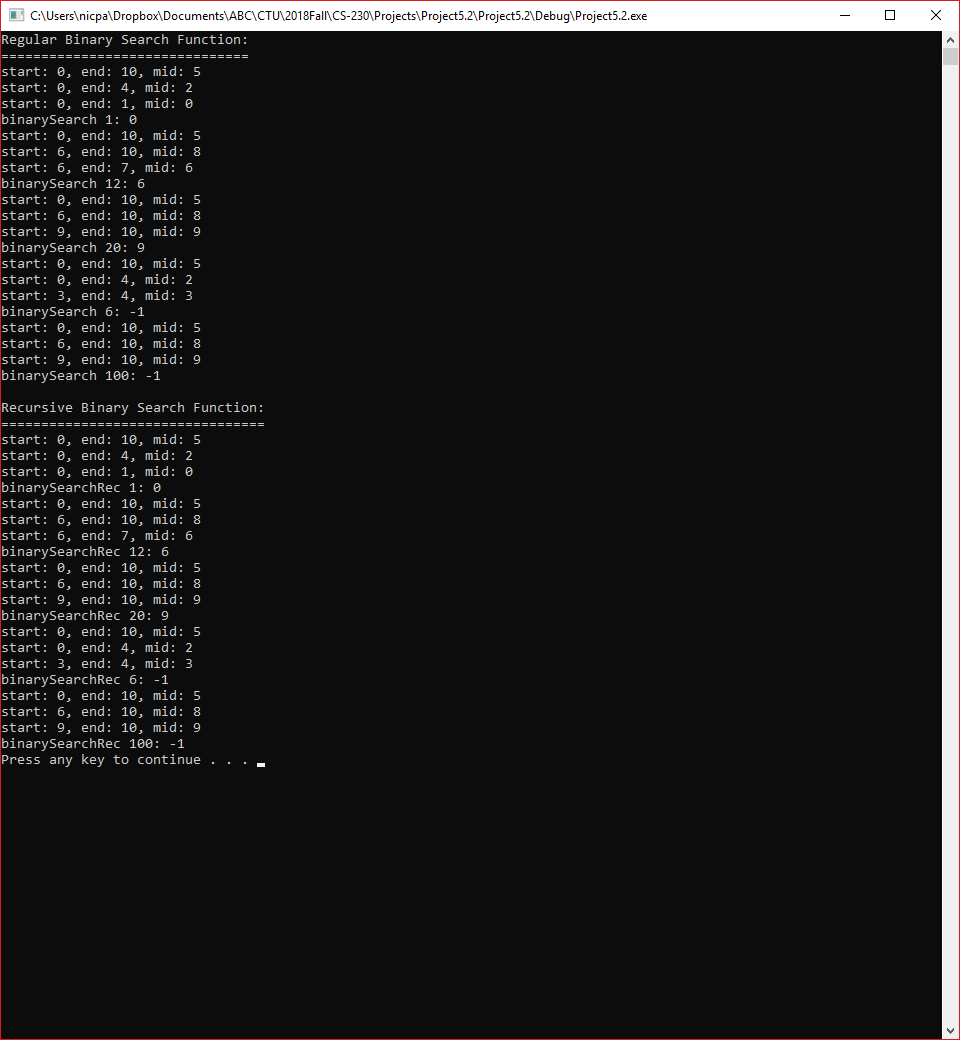 C:\Users\nicpa\Dropbox\Documents\ABC\CTU\2018Fall\CS-230\Projects\Project5.2\Project5.2\Debug\Project5.2.exe
Regular Binary Search Function:
===============================
start: 0, end: 10, mid: 5
start: 0, end: 4, mid: 2
start: 0, end: 1, mid: 0
binarySearch 1: 0
start: 0, end: 10, mid: 5
start: 6, end: 10, mid: 8
start: 6, end: 7, mid: 6
binarySearch 12: 6
start: 0, end: 10, mid: 5
start: 6, end: 10, mid: 8
start: 9, end: 10, mid: 9
binarySearch 20: 9
start: 0, end: 10, mid: 5
start: 0, end: 4, mid: 2
start: 3, end: 4, mid: 3
binarySearch 6: -1
start: 0, end: 10, mid: 5
start: 6, end: 10, mid: 8
start: 9, end: 10, mid: 9
binarySearch 100: -1

Recursive Binary Search Function:
=================================
start: 0, end: 10, mid: 5
start: 0, end: 4, mid: 2
start: 0, end: 1, mid: 0
binarySearchRec 1: 0
start: 0, end: 10, mid: 5
start: 6, end: 10, mid: 8
start: 6, end: 7, mid: 6
binarySearchRec 12: 6
start: 0, end: 10, mid: 5
start: 6, end: 10, mid: 8
start: 9, end: 10, mid: 9
binarySearchRec 20: 9
start: 0, end: 10, mid: 5
start: 0, end: 4, mid: 2
start: 3, end: 4, mid: 3
binarySearchRec 6: -1
start: 0, end: 10, mid: 5
start: 6, end: 10, mid: 8
start: 9, end: 10, mid: 9
binarySearchRec 100: -1
Press any key to continue . . .